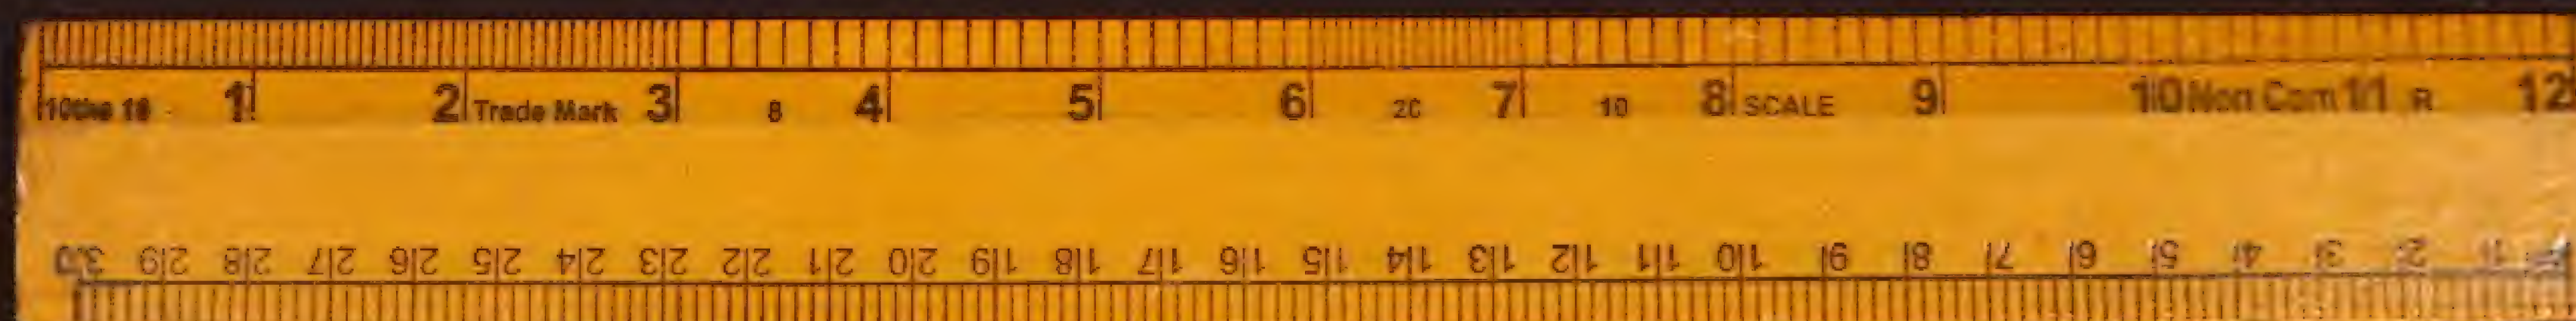 10ths 16 1 2 Trade Mark 3 8 4 5 6 20 7 10 8 SCALE 9 10 Non Com 11 R 12
30 29 28 27 26 25 24 23 22 21 20 19 18 17 16 15 14 13 12 11 10 9 8 7 6 5 4 3 2 1